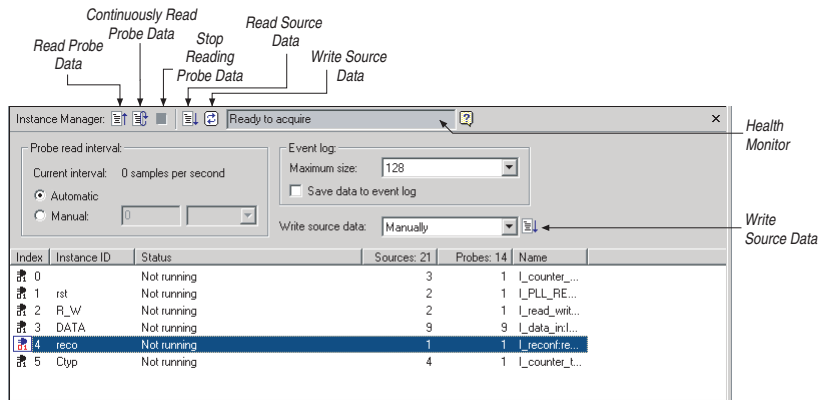 Continuously Read
Probe Data
Read Probe
Data
Stop
Reading
Probe Data
Read Source
Data
Write Source
Data
Instance Manager:
Ready to acquire
Health
Monitor
Probe read interval:
Current interval: 0 samples per second
Automatic
Manual: 0
Event log:
Maximum size: 128
Save data to event log
Write source data: Manually
Write
Source Data
Index Instance ID Status Sources: 21 Probes: 14 Name
0 Not running 3 1 I_counter_...
1 rst Not running 2 1 I_PLL_RE...
2 R_W Not running 2 1 I_read_writ...
3 DATA Not running 9 9 I_data_in:I...
4 reco Not running 1 1 I_reconf:re...
5 Ctyp Not running 4 1 I_counter_t...